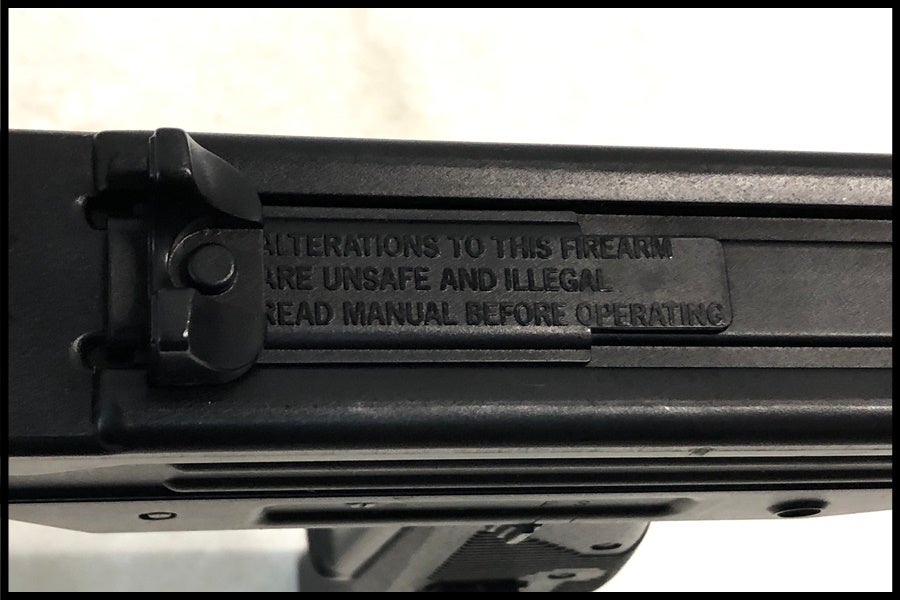 ALTERATIONS TO THIS FIREARM
ARE UNSAFE AND ILLEGAL
READ MANUAL BEFORE OPERATING